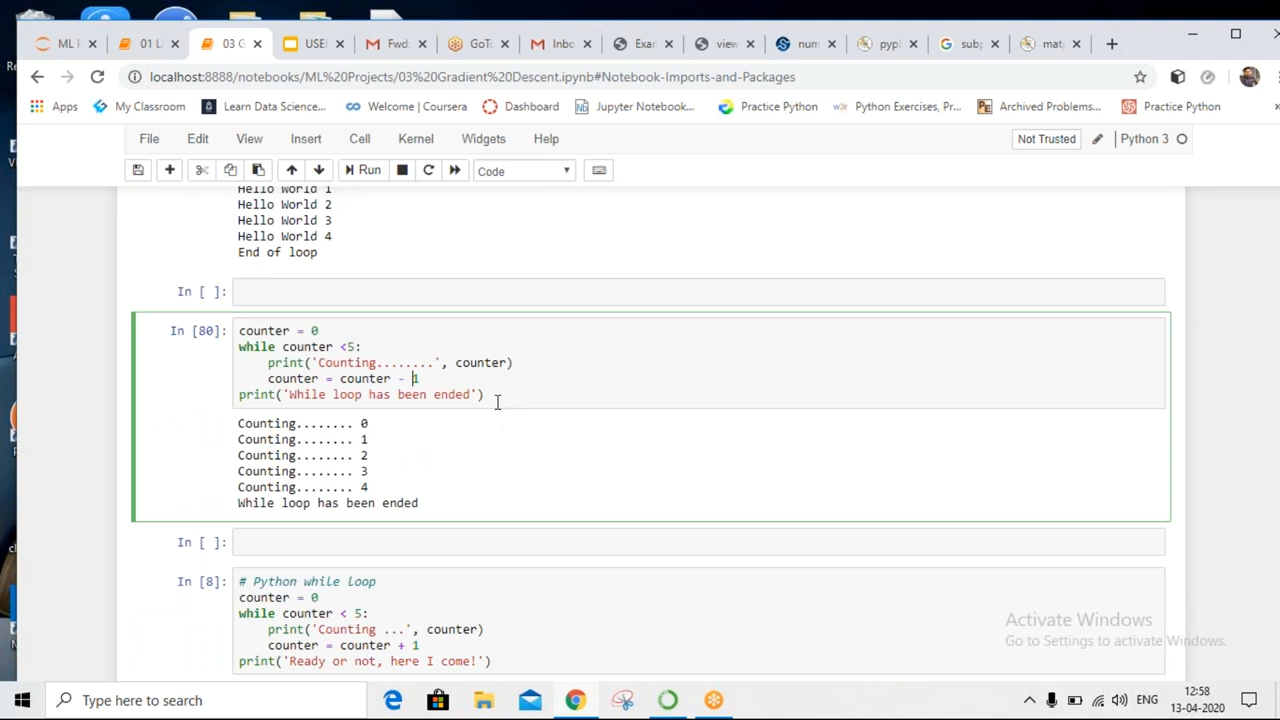 ML P
01 Li
03 G
USE
Fwd:
GoTo
Inbo
Exar
view
num
pypl
subp
mat
localhost:8888/notebooks/ML%20Projects/03%20Gradient%20Descent.ipynb#Notebook-Imports-and-Packages
Apps
My Classroom
Learn Data Science...
Welcome | Coursera
Dashboard
Jupyter Notebook...
Practice Python
w3r Python Exercises, Pr...
PE Archived Problems...
Practice Python
File Edit View Insert Cell Kernel Widgets Help
Not Trusted
Python 3
Run
Code
Hello World 1
Hello World 2
Hello World 3
Hello World 4
End of loop
In [ ]:
In [80]:
counter = 0
while counter <5:
print('Counting........', counter)
counter = counter - 1
print('While loop has been ended')
Counting........ 0
Counting........ 1
Counting........ 2
Counting........ 3
Counting........ 4
While loop has been ended
In [ ]:
In [8]:
# Python while loop
counter = 0
while counter < 5:
print('Counting ...', counter)
counter = counter + 1
print('Ready or not, here I come!')
Activate Windows
Go to Settings to activate Windows.
Type here to search
ENG
12:58
13-04-2020